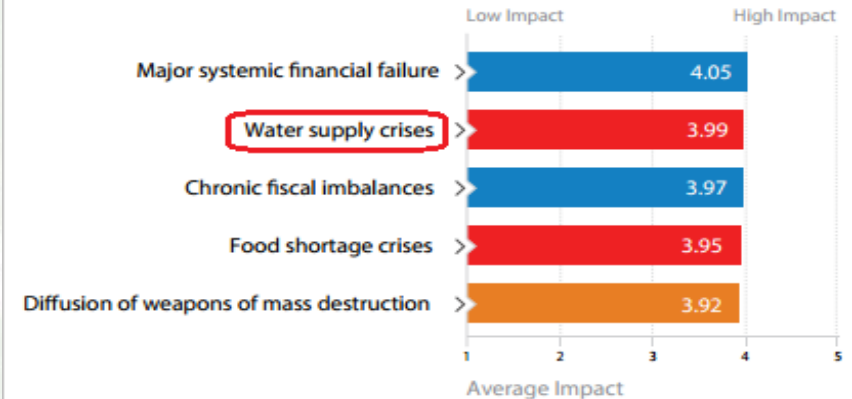 Low Impact High Impact
Major systemic financial failure 4.05
Water supply crises 3.99
Chronic fiscal imbalances 3.97
Food shortage crises 3.95
Diffusion of weapons of mass destruction 3.92
1 2 3 4 5
Average Impact